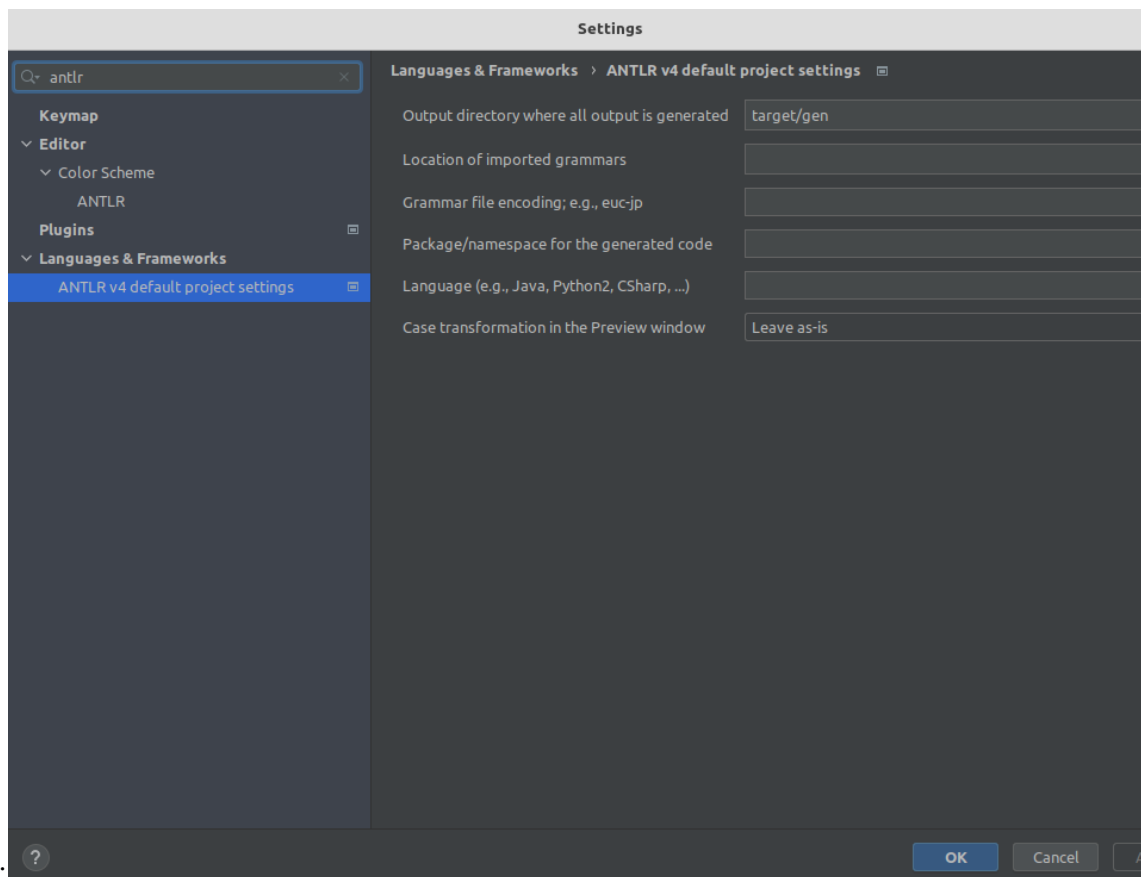 Settings
antlr
Keymap
Editor
Color Scheme
ANTLR
Plugins
Languages & Frameworks
ANTLR v4 default project settings
Languages & Frameworks › ANTLR v4 default project settings
Output directory where all output is generated target/gen
Location of imported grammars
Grammar file encoding; e.g., euc-jp
Package/namespace for the generated code
Language (e.g., Java, Python2, CSharp, ...)
Case transformation in the Preview window Leave as-is
. ? OK Cancel